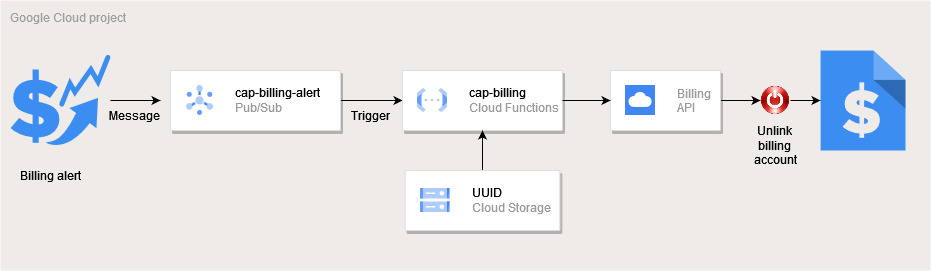 Google Cloud project
Billing alert
Message
cap-billing-alert
Pub/Sub
Trigger
cap-billing
Cloud Functions
UUID
Cloud Storage
Billing
API
Unlink
billing
account